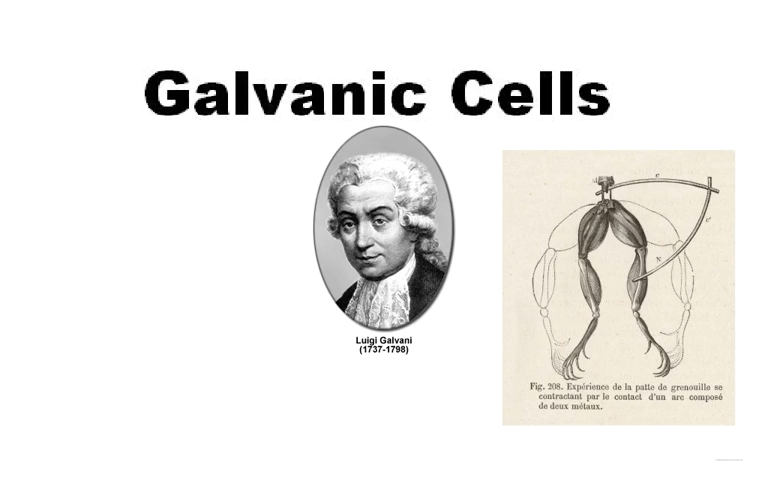 Galvanic Cells
Luigi Galvani
(1737-1798)
c
c'
N
Fig. 208. Expérience de la patte de grenouille se
contractant par le contact d'un arc composé
de deux métaux.